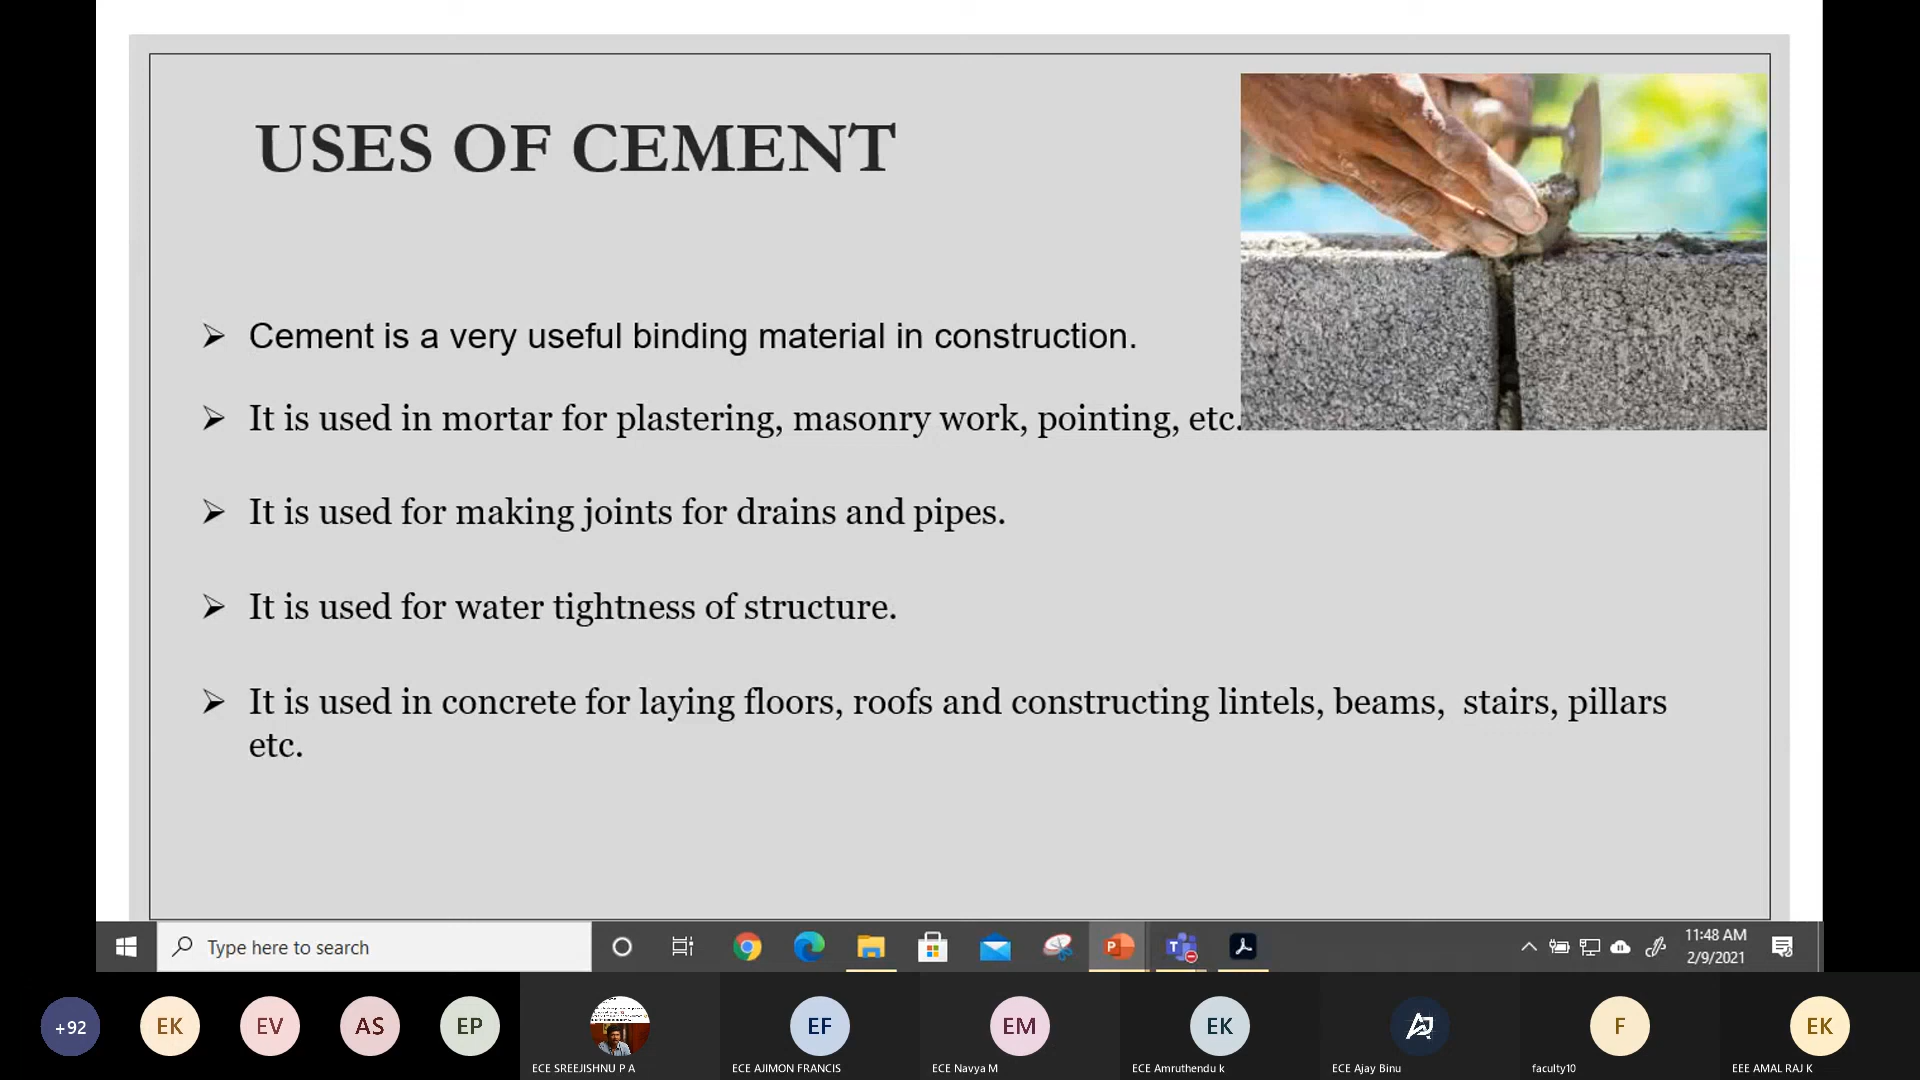 USES OF CEMENT
➢ Cement is a very useful binding material in construction.
➢ It is used in mortar for plastering, masonry work, pointing, etc.
➢ It is used for making joints for drains and pipes.
➢ It is used for water tightness of structure.
➢ It is used in concrete for laying floors, roofs and constructing lintels, beams,  stairs, pillars
etc.
Type here to search
11:48 AM
2/9/2021
+92
EK
EV
AS
EP
EF
EM
EK
F
EK
ECE SREEJISHNU P A
ECE AJIMON FRANCIS
ECE Navya M
ECE Amruthendu k
ECE Ajay Binu
faculty10
EEE AMAL RAJ K